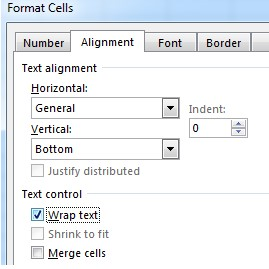 Format Cells
Number Alignment Font Border
Text alignment
Horizontal:
General Indent:
Vertical: 0
Bottom
Justify distributed
Text control
Wrap text
Shrink to fit
Merge cells